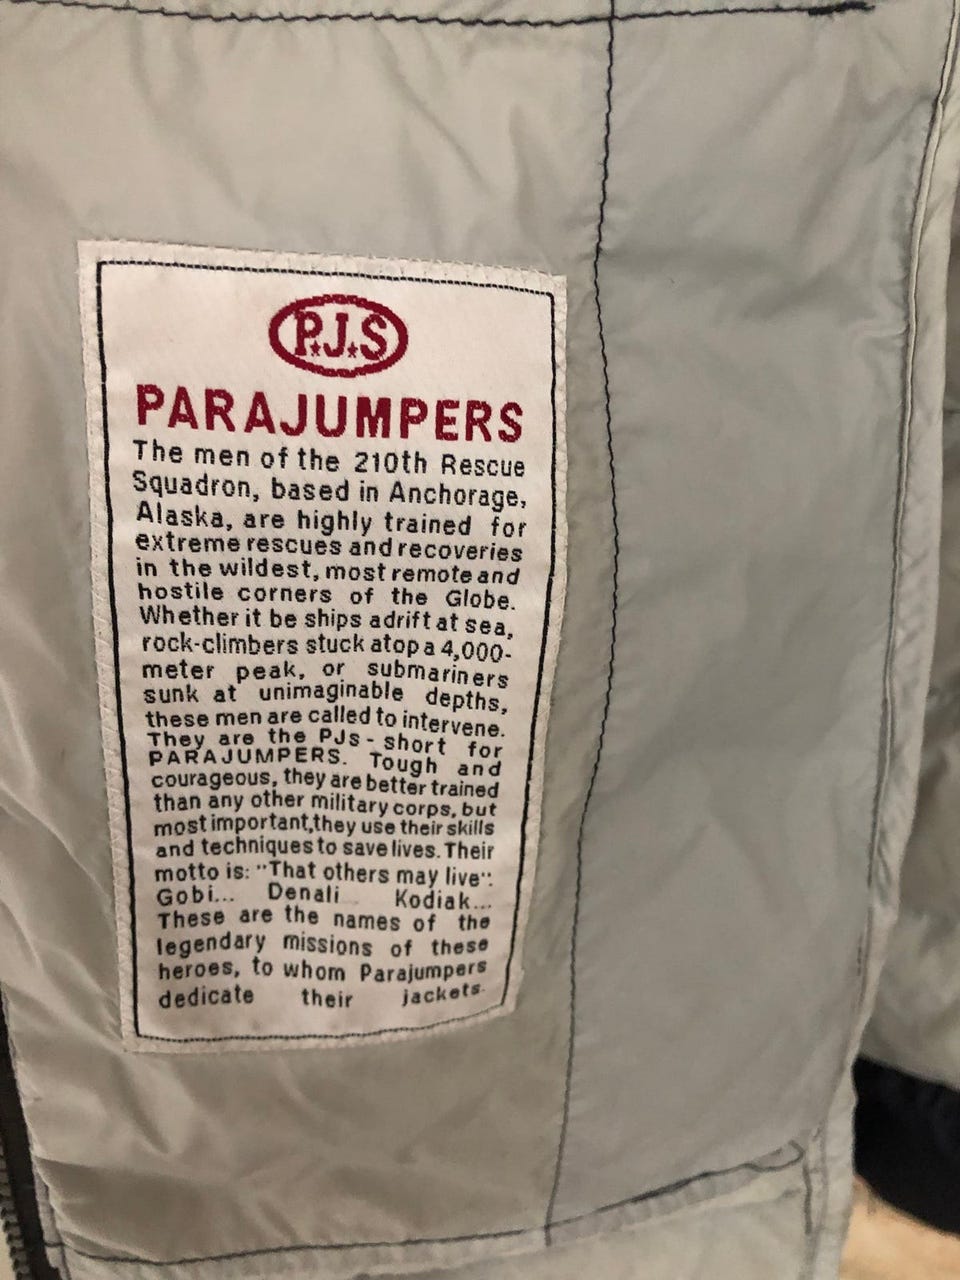 P.J.S
PARAJUMPERS
The men of the 210th Rescue
Squadron, based in Anchorage,
Alaska, are highly trained for
extreme rescues and recoveries
in the wildest, most remote and
hostile corners of the Globe.
Whether it be ships adrift at sea,
rock-climbers stuck atop a 4,000-
meter peak, or submariners
sunk at unimaginable depths,
these men are called to intervene.
They are the PJs - short for
PARAJUMPERS. Tough and
courageous, they are better trained
than any other military corps, but
most important,they use their skills
and techniques to save lives. Their
motto is: "That others may live":
Gobi... Denali Kodiak...
These are the names of the
legendary missions of these
heroes, to whom Parajumpers
dedicate their jackets.